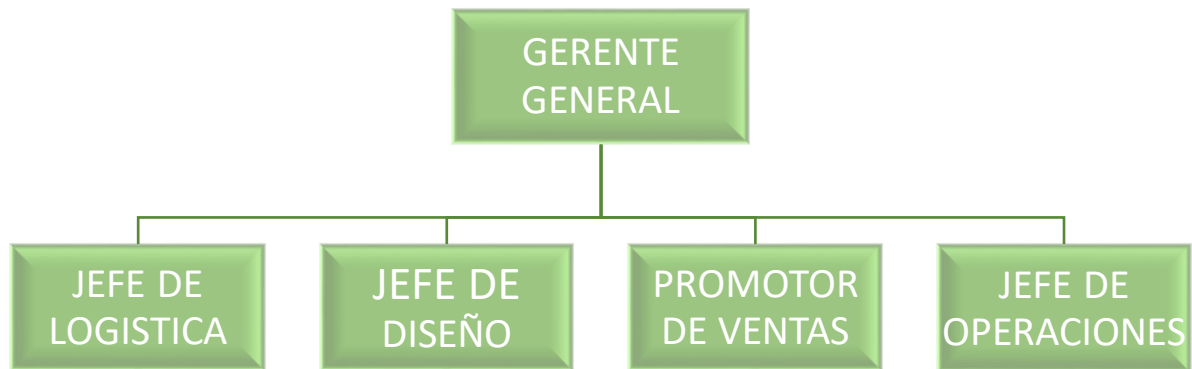 GERENTE
GENERAL
JEFE DE
LOGISTICA
JEFE DE
DISEÑO
PROMOTOR
DE VENTAS
JEFE DE
OPERACIONES